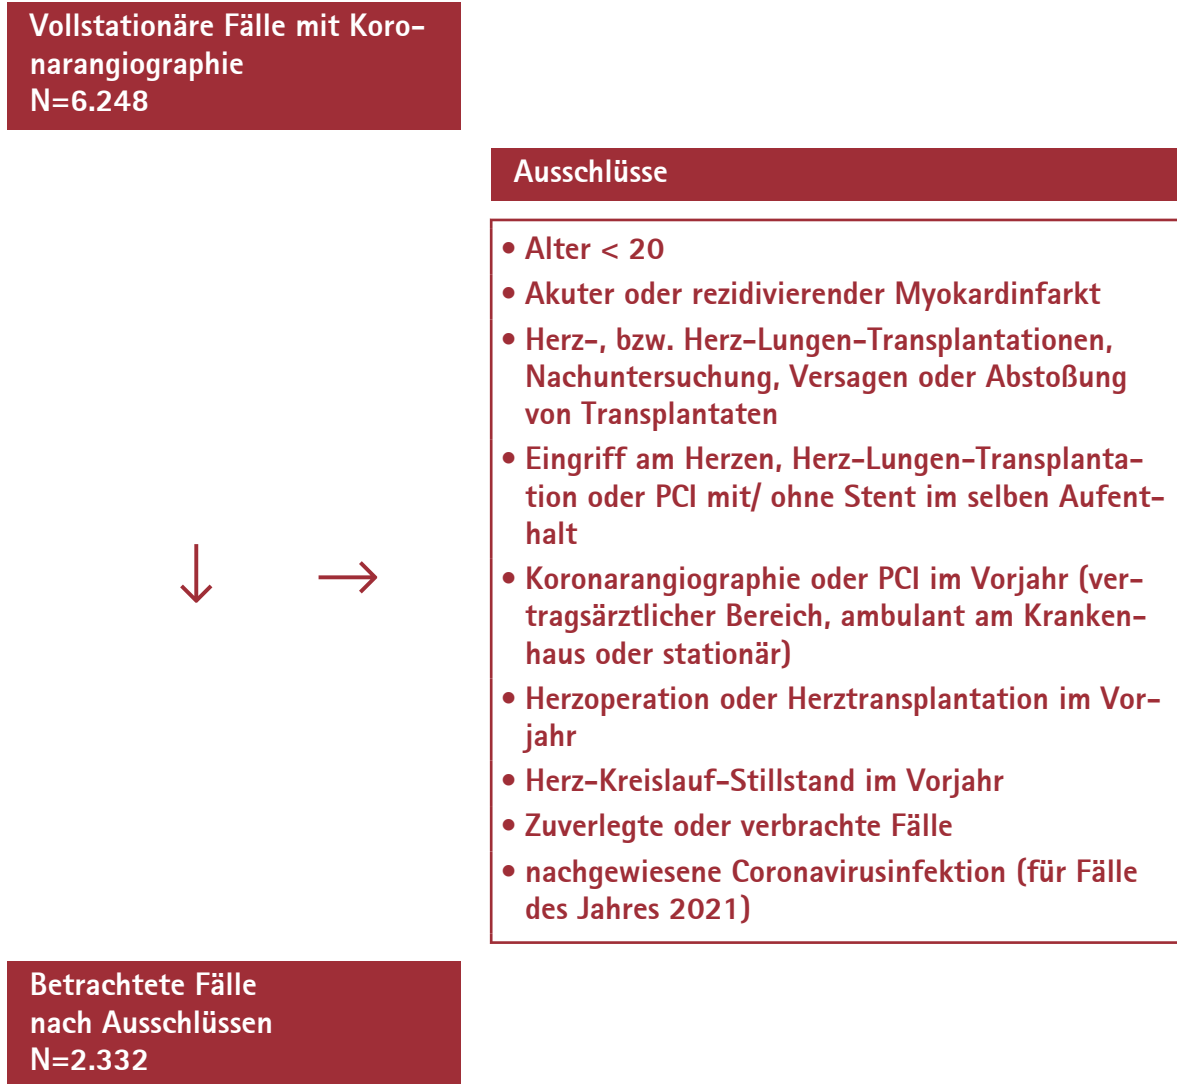 Vollstationäre Fälle mit Koro-
narangiographie
N=6.248
Ausschlüsse
• Alter < 20
• Akuter oder rezidivierender Myokardinfarkt
• Herz-, bzw. Herz-Lungen-Transplantationen,
Nachuntersuchung, Versagen oder Abstoßung
von Transplantaten
• Eingriff am Herzen, Herz-Lungen-Transplanta-
tion oder PCI mit/ ohne Stent im selben Aufent-
halt
• Koronarangiographie oder PCI im Vorjahr (ver-
tragsärztlicher Bereich, ambulant am Kranken-
haus oder stationär)
• Herzoperation oder Herztransplantation im Vor-
jahr
• Herz-Kreislauf-Stillstand im Vorjahr
• Zuverlegte oder verbrachte Fälle
• nachgewiesene Coronavirusinfektion (für Fälle
des Jahres 2021)
Betrachtete Fälle
nach Ausschlüssen
N=2.332